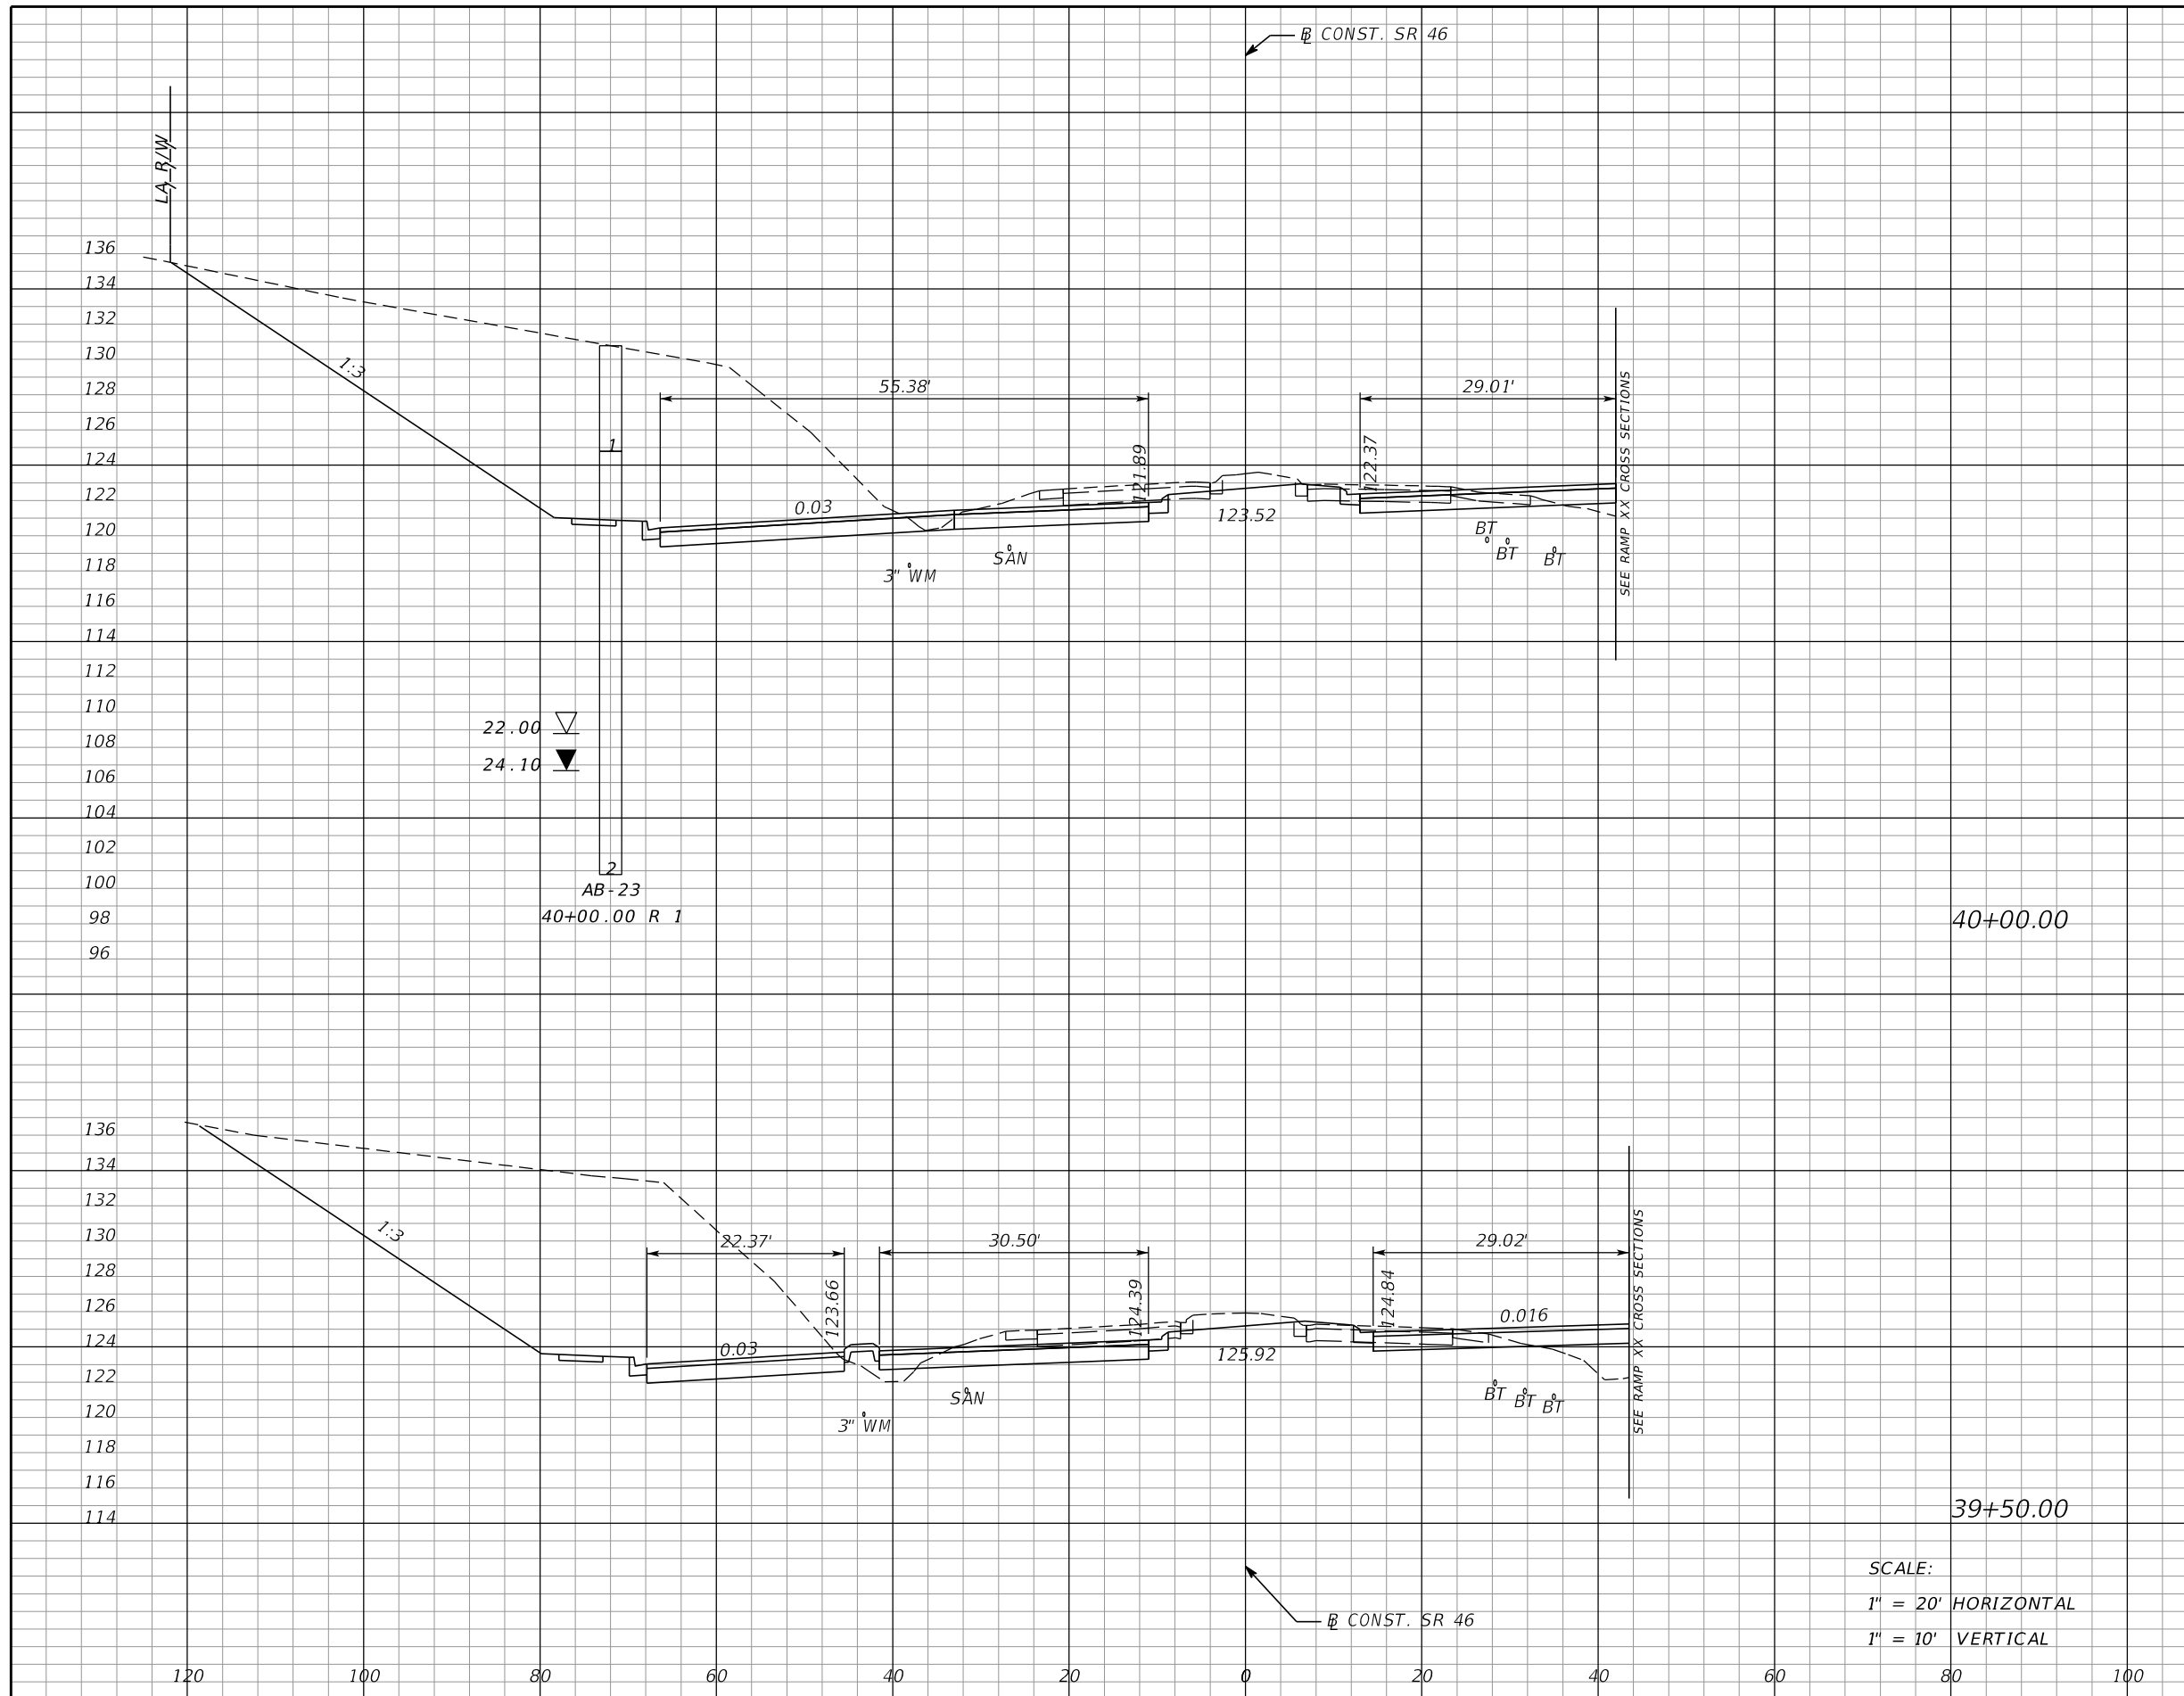 BL CONST. SR 46
LA R/W
136
134
132
130
128
126
124
122
120
118
116
114
112
110
108
106
104
102
100
98
96
1:3
1
55.38'
29.01'
121.89
122.37
0.03
123.52
SEE RAMP XX CROSS SECTIONS
BT
BT
BT
SAN
3" WM
22.00
24.10
2
AB-23
40+00.00 R 1
40+00.00
136
134
132
130
128
126
124
122
120
118
116
114
1:3
22.37'
30.50'
29.02'
123.66
124.39
124.84
0.016
0.03
125.92
SEE RAMP XX CROSS SECTIONS
SAN
BT
BT
BT
3" WM
39+50.00
SCALE:
1" = 20' HORIZONTAL
1" = 10' VERTICAL
BL CONST. SR 46
120 100 80 60 40 20 0 20 40 60 80 100